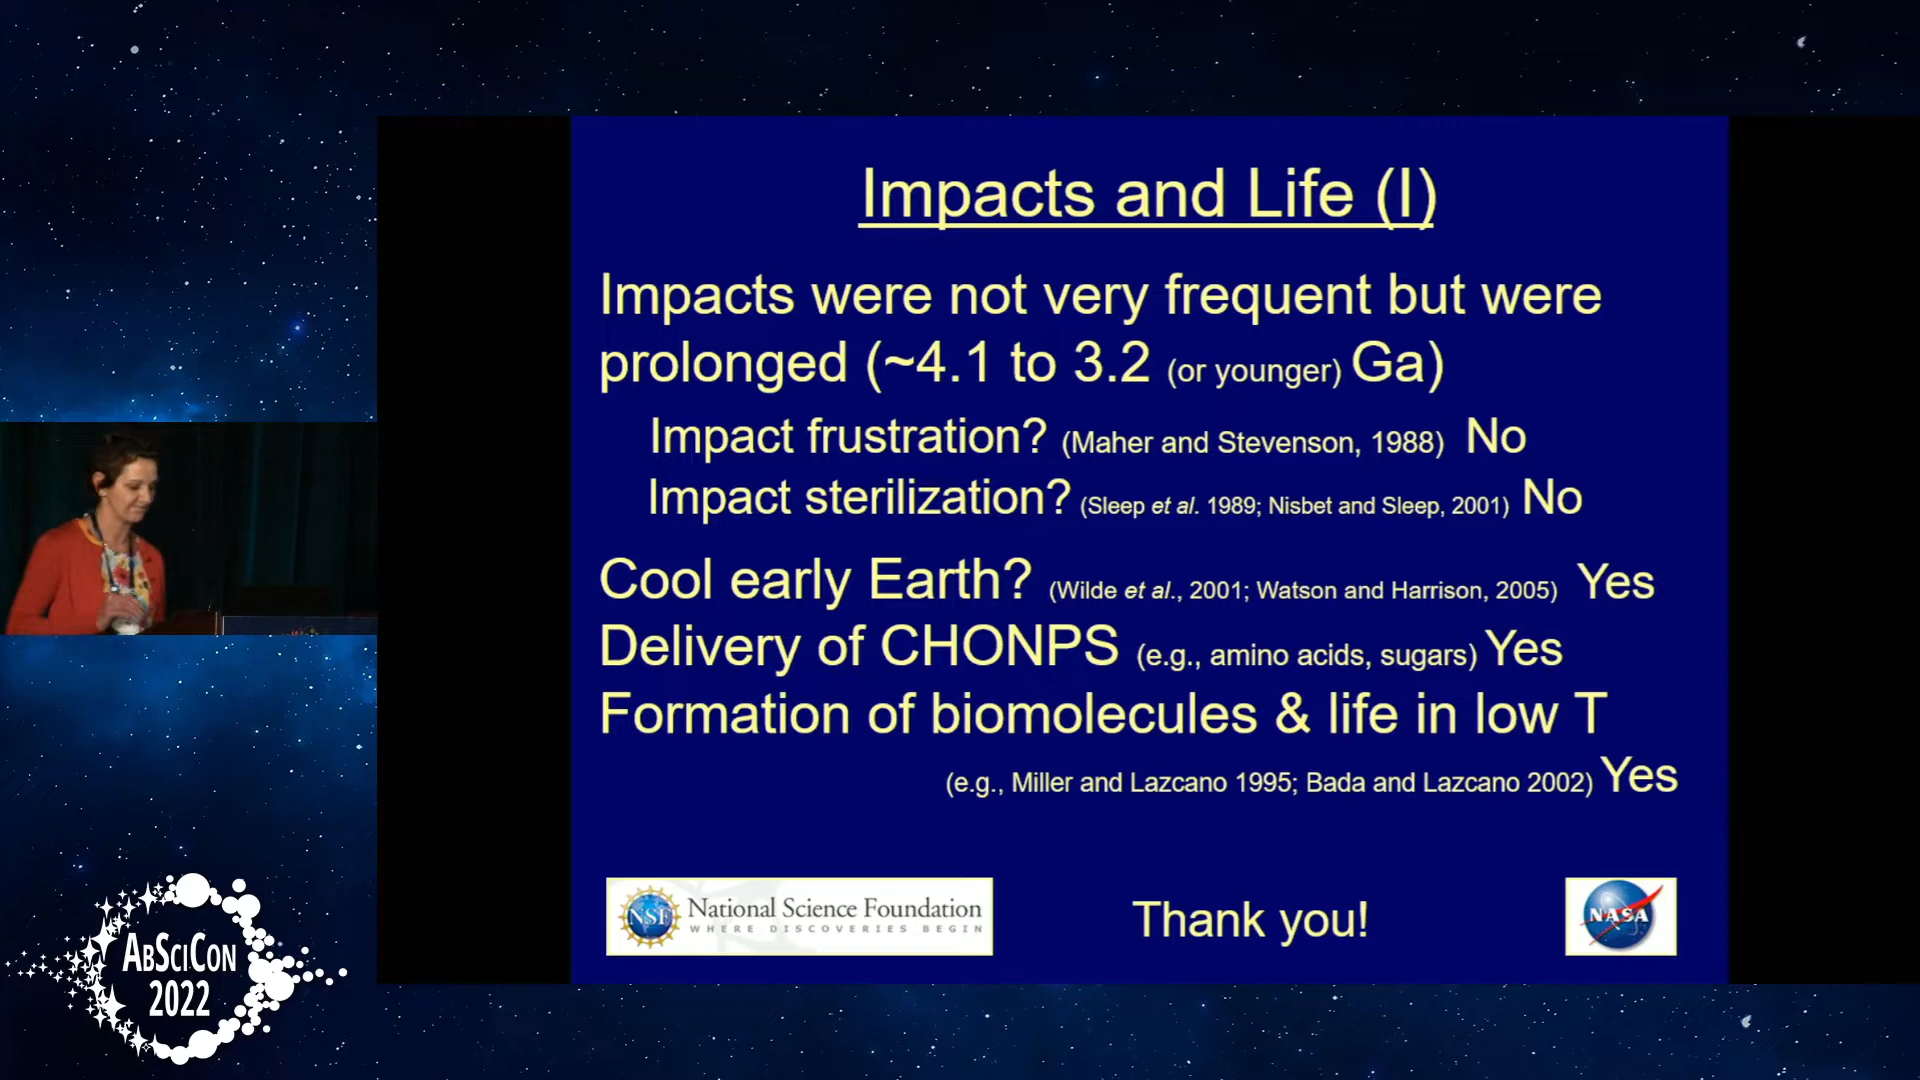 Impacts and Life (I)
Impacts were not very frequent but were
prolonged (~4.1 to 3.2 (or younger) Ga)
Impact frustration? (Maher and Stevenson, 1988) No
Impact sterilization? (Sleep et al. 1989; Nisbet and Sleep, 2001) No
Cool early Earth? (Wilde et al., 2001; Watson and Harrison, 2005) Yes
Delivery of CHONPS (e.g., amino acids, sugars) Yes
Formation of biomolecules & life in low T
(e.g., Miller and Lazcano 1995; Bada and Lazcano 2002) Yes
NSF National Science Foundation
WHERE DISCOVERIES BEGIN
Thank you!
NASA
ABSCICON
2022